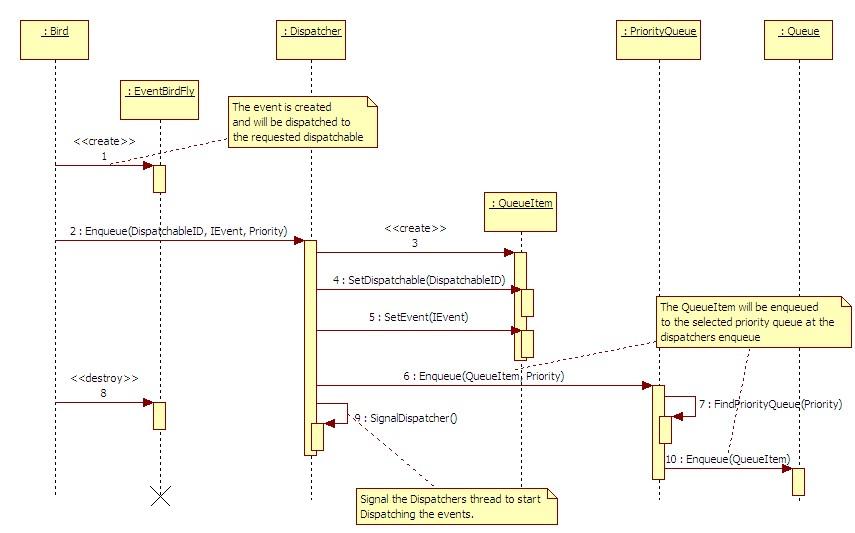 : Bird
: Dispatcher
: PriorityQueue
: Queue
: EventBirdFly
The event is created
and will be dispatched to
the requested dispatchable
<<create>>
1
: QueueItem
2 : Enqueue(DispatchableID, IEvent, Priority)
<<create>>
3
4 : SetDispatchable(DispatchableID)
5 : SetEvent(IEvent)
The QueueItem will be enqueued
to the selected priority queue at the
dispatchers enqueue
6 : Enqueue(QueueItem, Priority)
<<destroy>>
8
7 : FindPriorityQueue(Priority)
9 : SignalDispatcher()
10 : Enqueue(QueueItem)
Signal the Dispatchers thread to start
Dispatching the events.